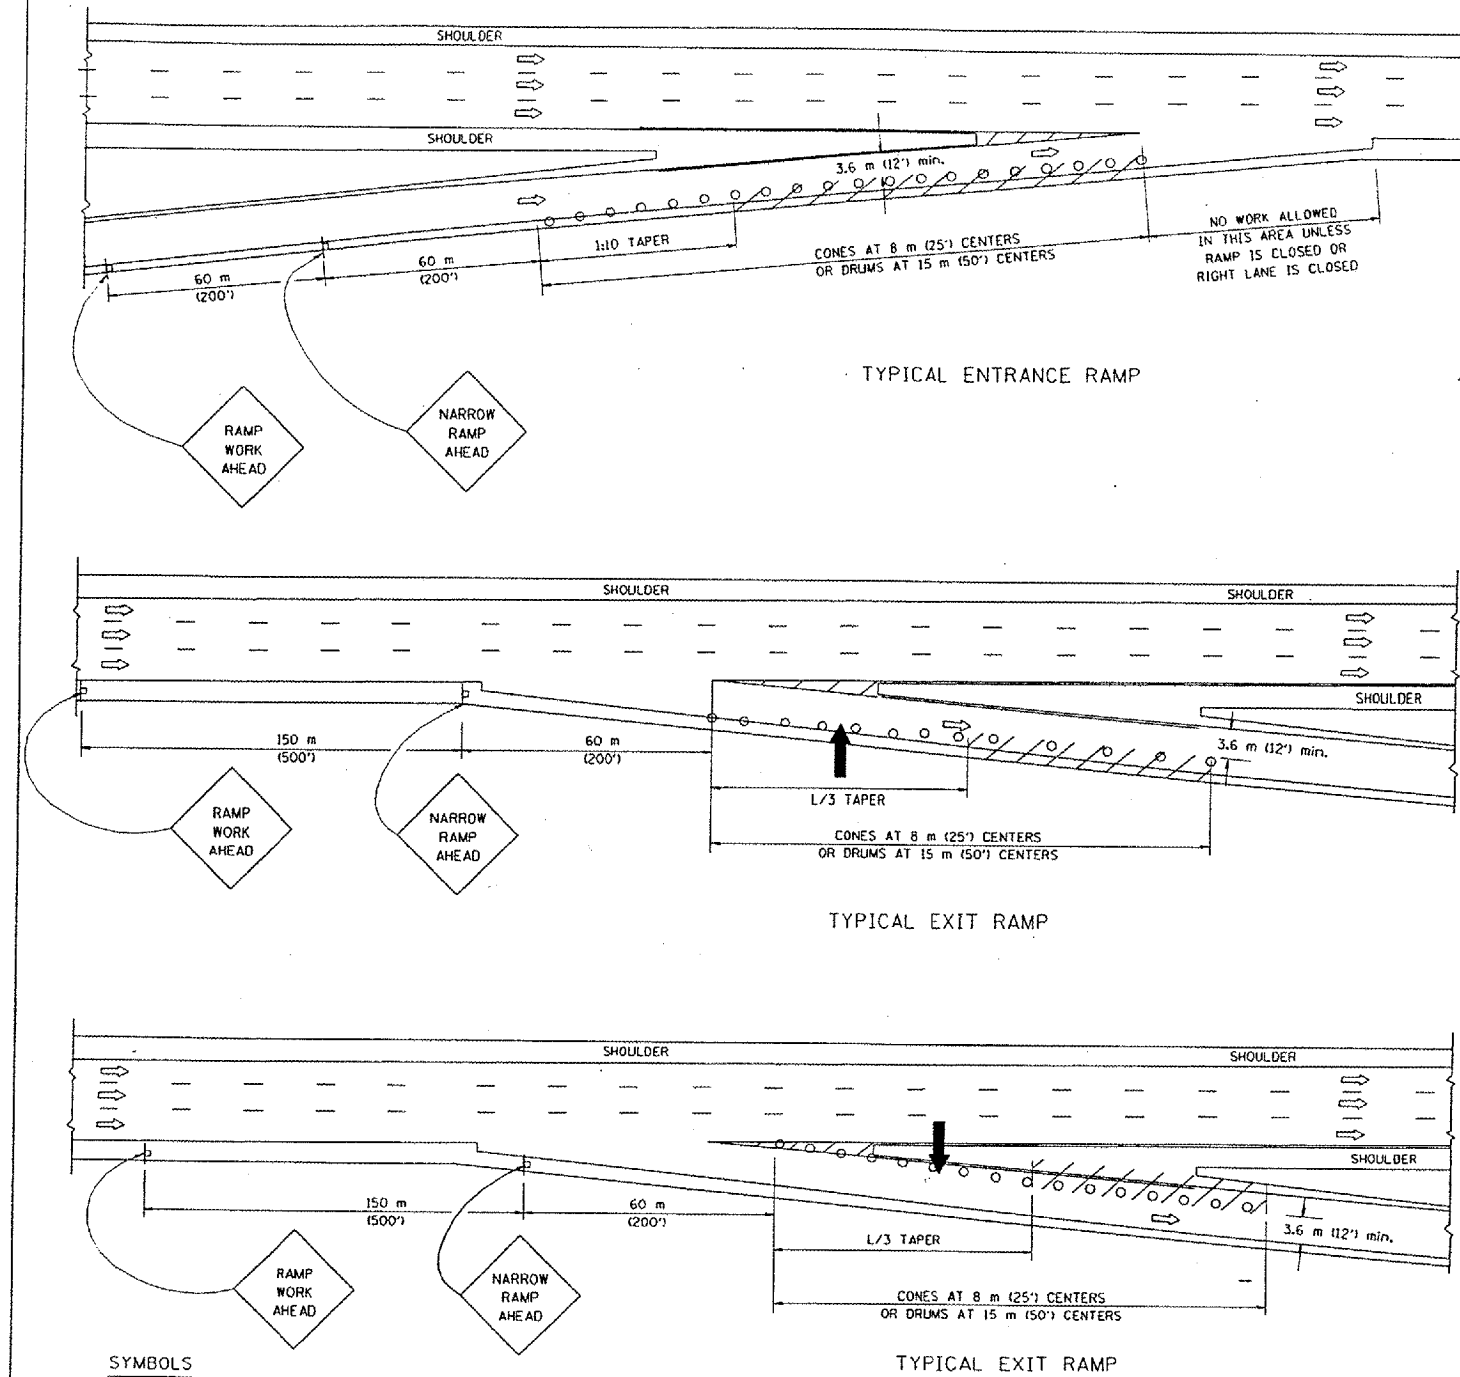 SHOULDER
SHOULDER
3.6 m (12') min.
1:10 TAPER
60 m
(200')
60 m
(200')
CONES AT 8 m (25') CENTERS
OR DRUMS AT 15 m (50') CENTERS
NO WORK ALLOWED
IN THIS AREA UNLESS
RAMP IS CLOSED OR
RIGHT LANE IS CLOSED
TYPICAL ENTRANCE RAMP
RAMP
WORK
AHEAD
NARROW
RAMP
AHEAD
SHOULDER
SHOULDER
SHOULDER
150 m
(500')
60 m
(200')
3.6 m (12') min.
L/3 TAPER
RAMP
WORK
AHEAD
NARROW
RAMP
AHEAD
CONES AT 8 m (25') CENTERS
OR DRUMS AT 15 m (50') CENTERS
TYPICAL EXIT RAMP
SHOULDER
SHOULDER
SHOULDER
150 m
(500')
60 m
(200')
3.6 m (12') min.
L/3 TAPER
RAMP
WORK
AHEAD
NARROW
RAMP
AHEAD
CONES AT 8 m (25') CENTERS
OR DRUMS AT 15 m (50') CENTERS
SYMBOLS
TYPICAL EXIT RAMP